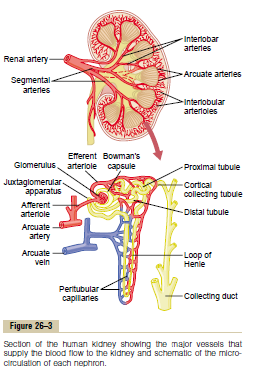 Interlobar
arteries
Renal artery
Segmental
arteries
Arcuate arteries
Interlobular
arterioles
Efferent
arteriole
Bowman's
capsule
Glomerulus
Juxtaglomerular
apparatus
Afferent
arteriole
Arcuate
artery
Arcuate
vein
Peritubular
capillaries
Proximal tubule
Cortical
collecting tubule
Distal tubule
Loop of
Henle
Collecting duct
Figure 26–3
Section of the human kidney showing the major vessels that
supply the blood flow to the kidney and schematic of the micro-
circulation of each nephron.